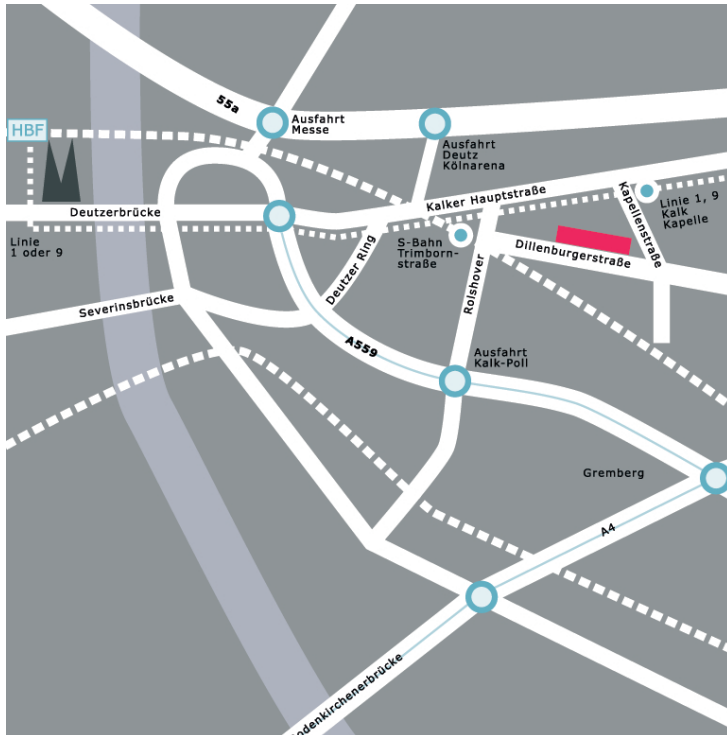 55a
HBF
Ausfahrt
Messe
Ausfahrt
Deutz
Kölnarena
Kalker Hauptstraße
Kapellenstraße
Linie 1, 9
Kalk
Kapelle
Deutzerbrücke
Linie
1 oder 9
S-Bahn
Trimborn-
straße
Dillenburgerstraße
Deutzer Ring
Rolshover
Severinsbrücke
A559
Ausfahrt
Kalk-Poll
Gremberg
A4
odenkirchenerbrücke